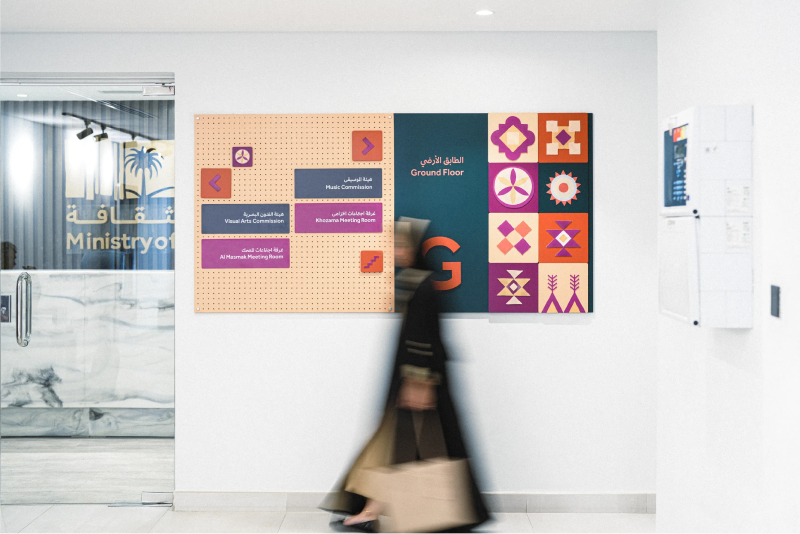 ثقافة
Ministry of
هيئة الموسيقى
Music Commission
هيئة الفنون البصرية
Visual Arts Commission
غرفة اجتماعات الخزامى
Khozama Meeting Room
غرفة اجتماعات المصمك
Al Masmak Meeting Room
الطابق الأرضي
Ground Floor
G